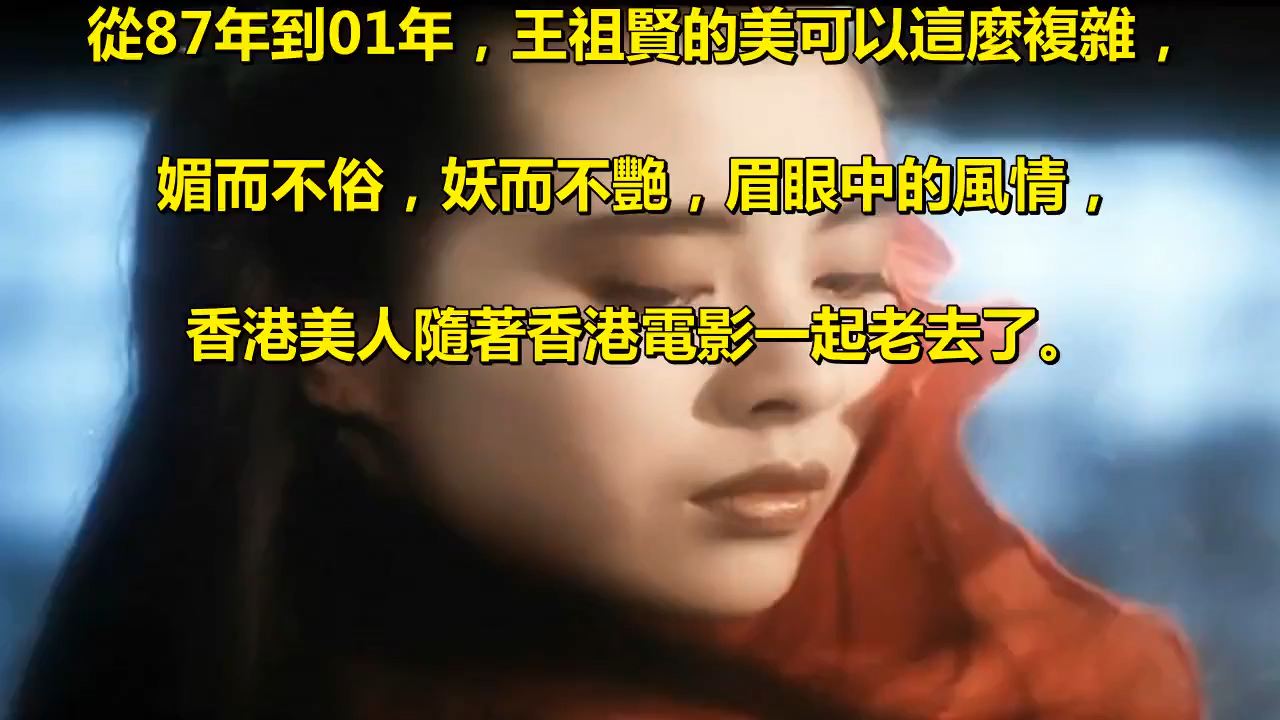 從87年到01年，王祖賢的美可以這麼複雜，
媚而不俗，妖而不艷，眉眼中的風情，
香港美人隨著香港電影一起老去了。